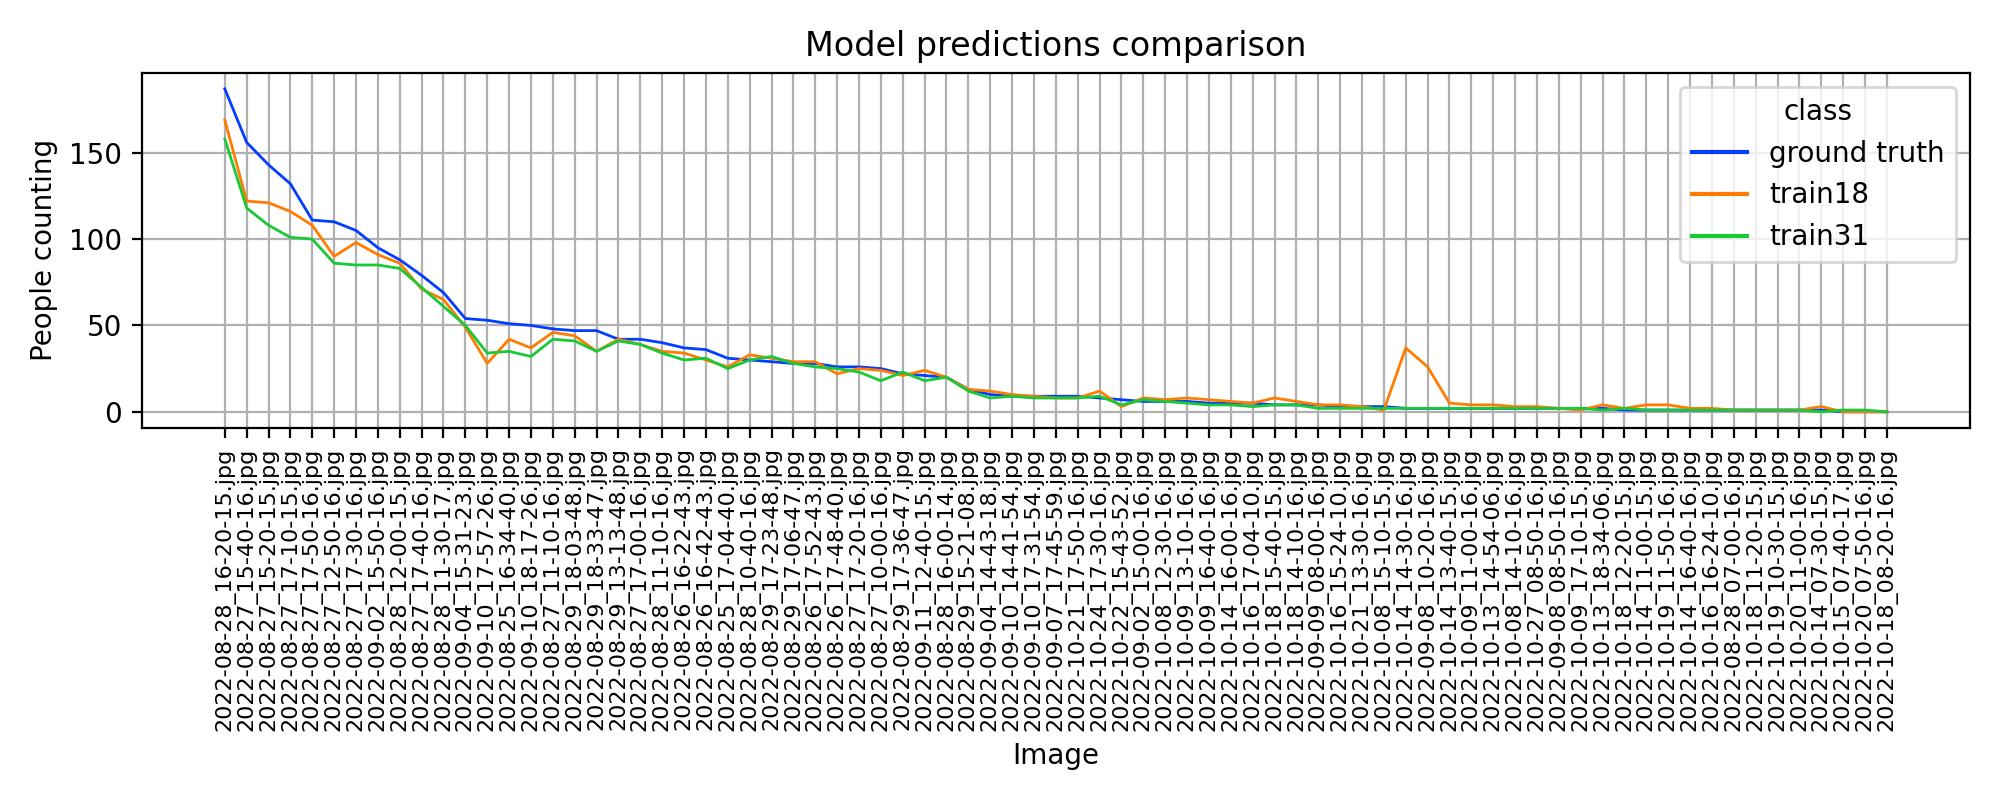 Model predictions comparison
People counting
150
100
50
0
class
ground truth
train18
train31
2022-08-28_16-20-15.jpg
2022-08-27_15-40-16.jpg
2022-08-27_15-20-15.jpg
2022-08-27_17-10-15.jpg
2022-08-27_17-50-16.jpg
2022-08-27_12-50-16.jpg
2022-08-27_17-30-16.jpg
2022-09-02_15-50-16.jpg
2022-08-28_12-00-15.jpg
2022-08-27_17-40-16.jpg
2022-08-28_11-30-17.jpg
2022-09-04_15-31-23.jpg
2022-09-10_17-57-26.jpg
2022-08-25_16-34-40.jpg
2022-09-10_18-17-26.jpg
2022-08-27_11-10-16.jpg
2022-08-29_18-03-48.jpg
2022-08-29_18-33-47.jpg
2022-08-29_13-13-48.jpg
2022-08-27_17-00-16.jpg
2022-08-28_11-10-16.jpg
2022-08-26_16-22-43.jpg
2022-08-26_16-42-43.jpg
2022-08-25_17-04-40.jpg
2022-08-28_10-40-16.jpg
2022-08-29_17-23-48.jpg
2022-08-29_17-06-47.jpg
2022-08-26_17-52-43.jpg
2022-08-26_17-48-40.jpg
2022-08-27_17-20-16.jpg
2022-08-27_10-00-16.jpg
2022-08-29_17-36-47.jpg
2022-09-11_12-40-15.jpg
2022-08-28_16-00-14.jpg
2022-08-29_15-21-08.jpg
2022-09-04_14-43-18.jpg
2022-09-10_14-41-54.jpg
2022-09-10_17-31-54.jpg
2022-09-07_17-45-59.jpg
2022-10-21_17-50-16.jpg
2022-10-24_17-30-16.jpg
2022-10-22_15-43-52.jpg
2022-09-02_15-00-16.jpg
2022-10-08_12-30-16.jpg
2022-10-09_13-10-16.jpg
2022-10-09_16-40-16.jpg
2022-10-14_16-00-16.jpg
2022-10-16_17-04-10.jpg
2022-10-18_15-40-15.jpg
2022-10-18_14-10-16.jpg
2022-09-09_08-00-16.jpg
2022-10-16_15-24-10.jpg
2022-10-21_13-30-16.jpg
2022-10-08_15-10-15.jpg
2022-10-14_14-30-16.jpg
2022-09-08_10-20-16.jpg
2022-10-14_13-40-15.jpg
2022-10-09_11-00-16.jpg
2022-10-13_14-54-06.jpg
2022-10-08_14-10-16.jpg
2022-10-27_08-50-16.jpg
2022-09-08_08-50-16.jpg
2022-10-09_17-10-15.jpg
2022-10-13_18-34-06.jpg
2022-10-18_12-20-15.jpg
2022-10-14_11-00-15.jpg
2022-10-19_11-50-16.jpg
2022-10-14_16-40-16.jpg
2022-10-16_16-24-10.jpg
2022-08-28_07-00-16.jpg
2022-10-18_11-20-15.jpg
2022-10-19_10-30-15.jpg
2022-10-20_11-00-16.jpg
2022-10-14_07-30-15.jpg
2022-10-15_07-40-17.jpg
2022-10-20_07-50-16.jpg
2022-10-18_08-20-16.jpg
Image